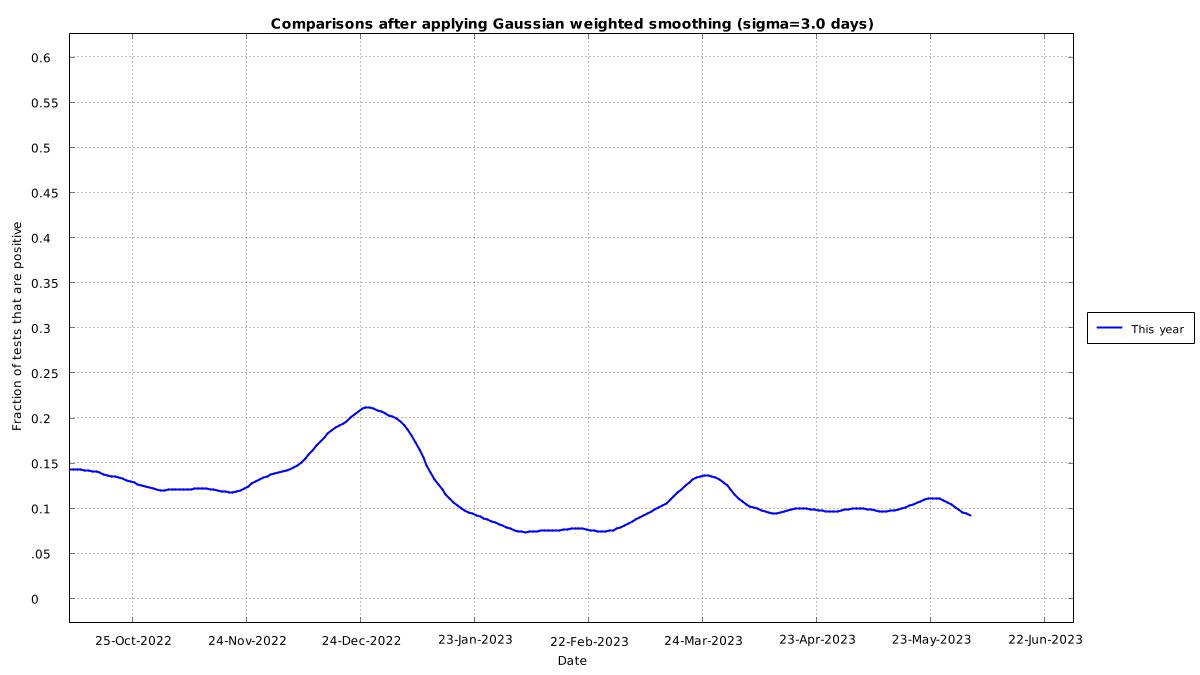 Comparisons after applying Gaussian weighted smoothing (sigma=3.0 days)
0.6
0.55
0.5
0.45
0.4
0.35
0.3
0.25
0.2
0.15
0.1
.05
0
Fraction of tests that are positive
This year
25-Oct-2022 24-Nov-2022 24-Dec-2022 23-Jan-2023 22-Feb-2023 24-Mar-2023 23-Apr-2023 23-May-2023 22-Jun-2023
Date